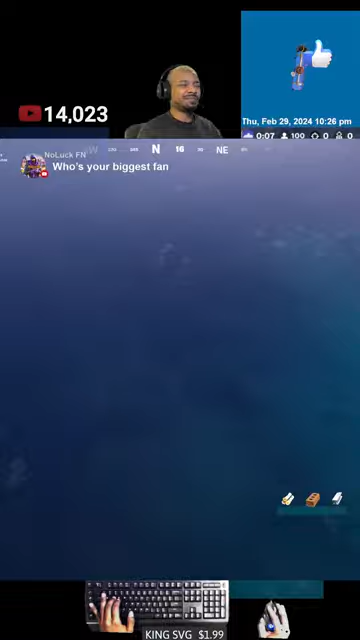 14,023
Thu, Feb 29, 2024 10:26 pm
0:07 100 0 0
N 16 NE
NoLuck FN
Who's your biggest fan
KING SVG $1.99